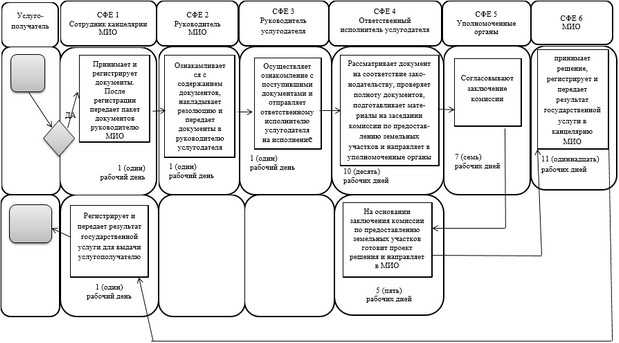 Услуго-
получатель
СФЕ 1
Сотрудник канцелярии
МИО
СФЕ 2
Руководитель
МИО
СФЕ 3
Руководитель
услугодателя
СФЕ 4
Ответственный
исполнитель услугодателя
СФЕ 5
Уполномоченные
органы
СФЕ 6
МИО
ДА
Принимает и
регистрирует
документы.
После
регистрации
передает пакет
документов
руководителю
МИО
1 (один)
рабочий день
Ознакамливает
ся с
содержанием
документов,
накладывает
резолюцию и
передает
документы в
руководителю
услугодателя
1 (один)
рабочий день
Осуществляет
ознакомление с
поступившими
документами и
отправляет
ответственному
исполнителю
услугодателя
на исполнение
1 (один)
рабочий день
Рассматривает документ
на соответствие зако-
нодательству, проверяет
полноту документов,
подготавливает мате-
риалы на заседании
комиссии по предостав-
лению земельных
участков и направляет в
уполномоченные органы
10 (десять)
рабочих дней
Согласовывают
заключение
комиссии
7 (семь)
рабочих дней
принимает
решение,
регистрирует и
передает
результат
государственной
услуги в
канцелярию
МИО
11 (одиннадцать)
рабочих дней
Регистрирует и
передает результат
государственной
услуги для выдачи
услугополучателю
1 (один)
рабочий день
На основании
заключения комиссии
по предоставлению
земельных участков
готовит проект
решения и направляет
в МИО
5 (пять)
рабочих дней